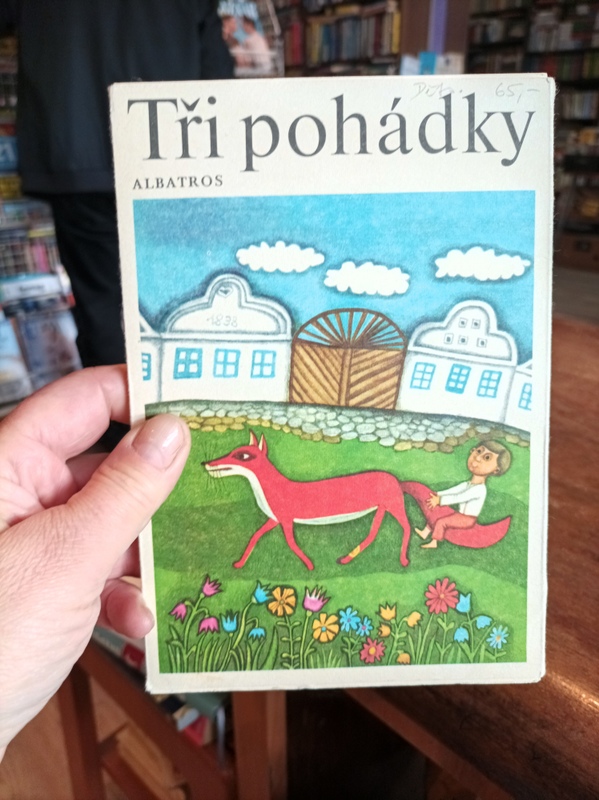 65,-
Tři pohádky
ALBATROS
1838